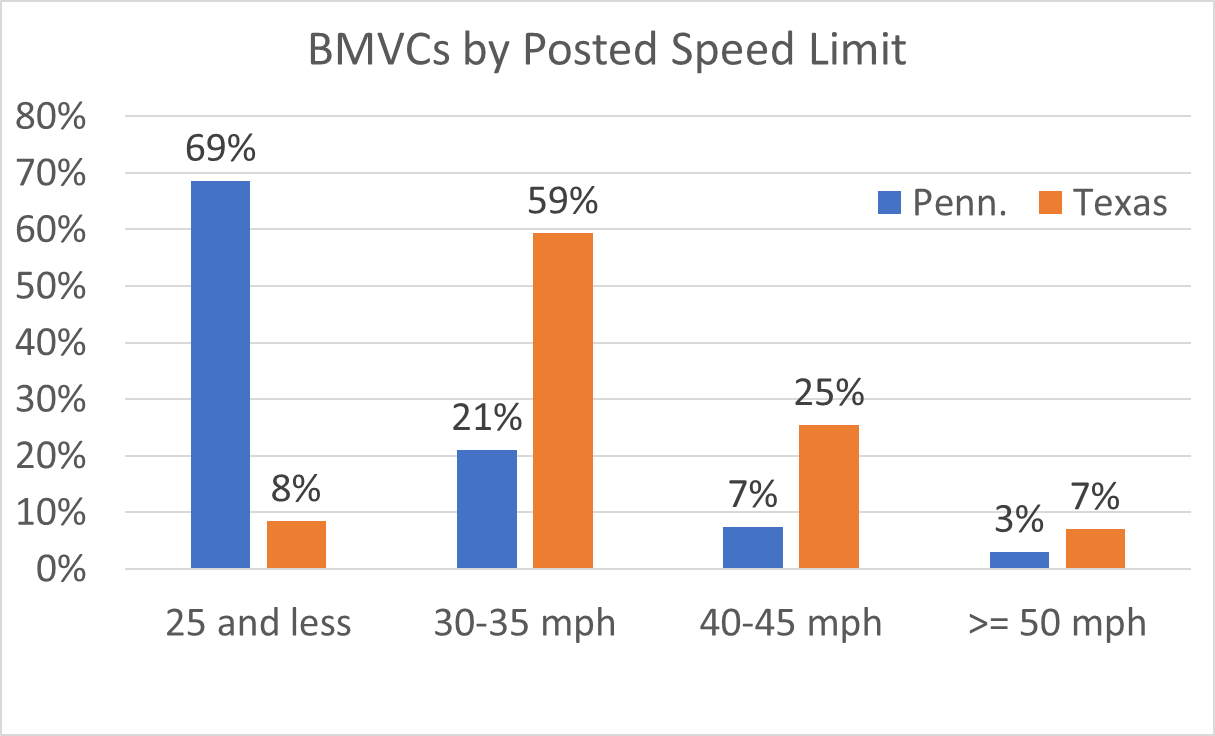 BMVCs by Posted Speed Limit
80%
70%
60%
50%
40%
30%
20%
10%
0%
69%
8%
21%
59%
7%
25%
3%
7%
Penn.
Texas
25 and less
30-35 mph
40-45 mph
>= 50 mph